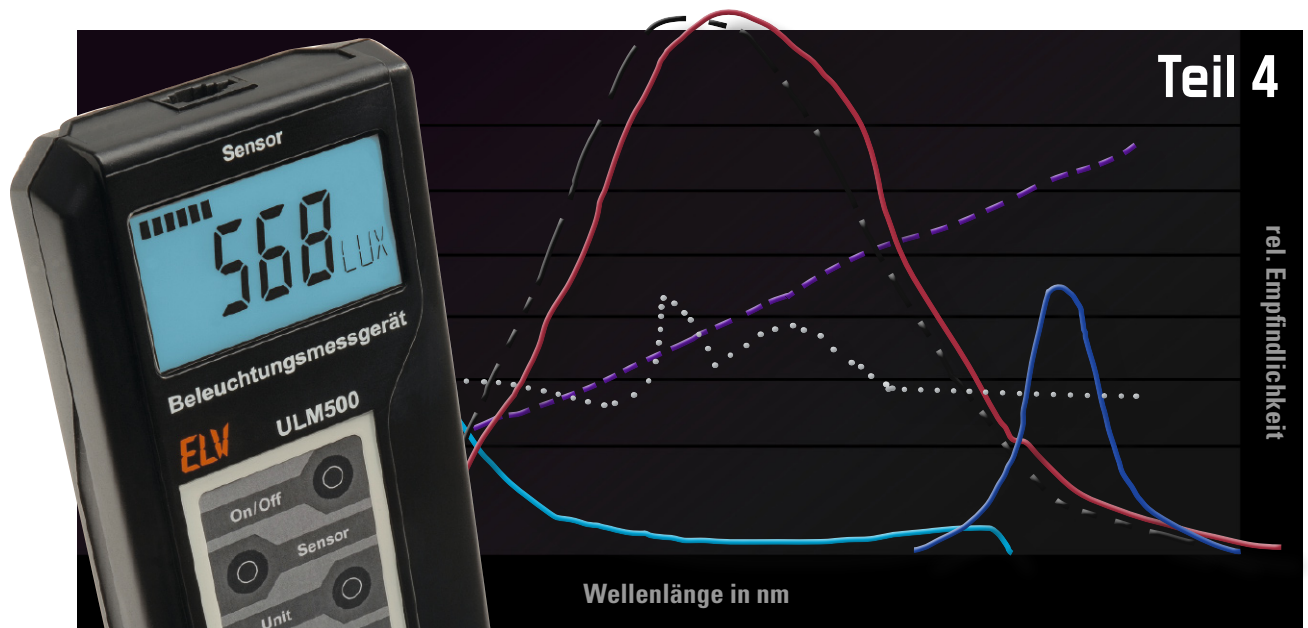 Teil 4
Sensor
568 LUX
Beleuchtungsmessgerät
ULM500
ELV
On/Off
Sensor
Unit
rel. Empfindlichkeit
Wellenlänge in nm